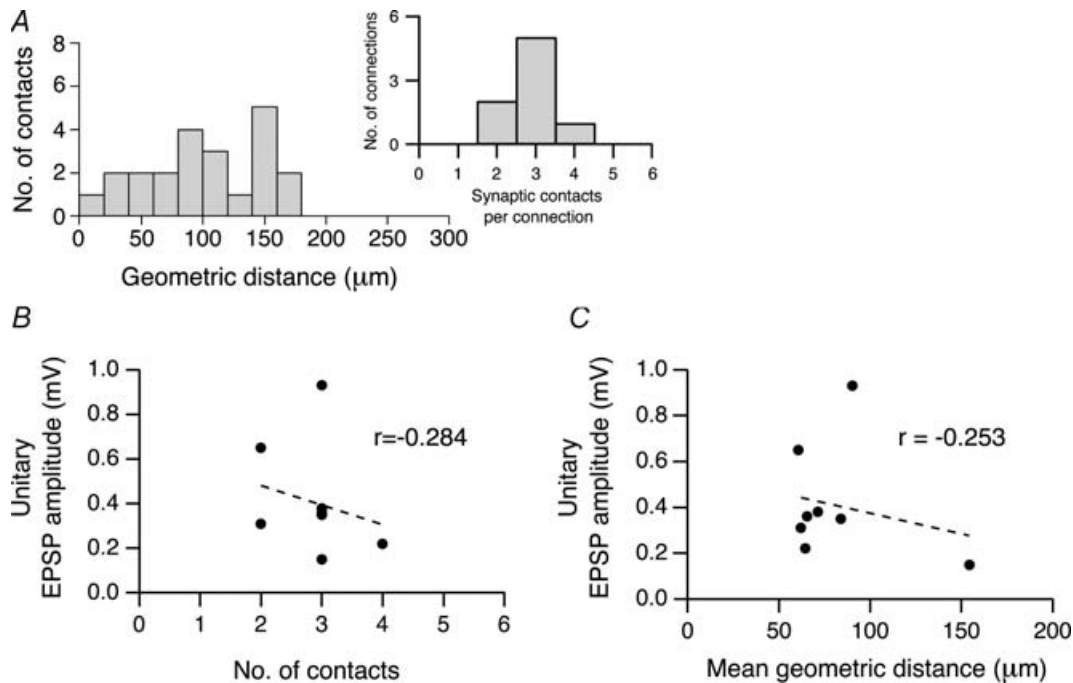 A
No. of contacts
8
6
4
2
0
0 50 100 150 200 250 300
Geometric distance (μm)
No. of connections
6
3
0
0 1 2 3 4 5 6
Synaptic contacts
per connection
B
Unitary
EPSP amplitude (mV)
1.0
0.8
0.6
0.4
0.2
0.0
r=-0.284
0 1 2 3 4 5 6
No. of contacts
C
Unitary
EPSP amplitude (mV)
1.0
0.8
0.6
0.4
0.2
0.0
r = -0.253
0 50 100 150 200
Mean geometric distance (μm)